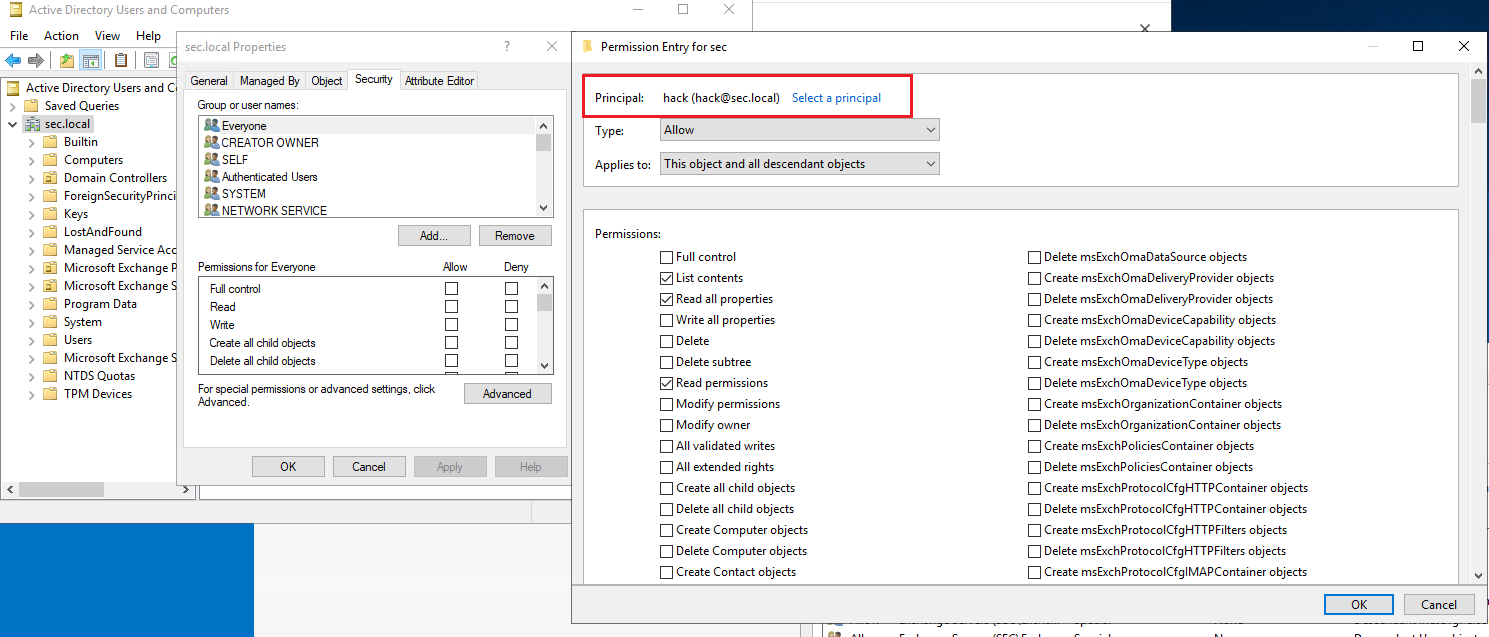 Active Directory Users and Computers
File Action View Help
Active Directory Users and C
Saved Queries
sec.local
Builtin
Computers
Domain Controllers
ForeignSecurityPrinci
Keys
LostAndFound
Managed Service Acc
Microsoft Exchange P
Microsoft Exchange S
Program Data
System
Users
Microsoft Exchange S
NTDS Quotas
TPM Devices
sec.local Properties
General Managed By Object Security Attribute Editor
Group or user names:
Everyone
CREATOR OWNER
SELF
Authenticated Users
SYSTEM
NETWORK SERVICE
Add... Remove
Permissions for Everyone Allow Deny
Full control
Read
Write
Create all child objects
Delete all child objects
For special permissions or advanced settings, click
Advanced.
Advanced
OK Cancel Apply Help
Permission Entry for sec
Principal: hack (hack@sec.local) Select a principal
Type: Allow
Applies to: This object and all descendant objects
Permissions:
Full control
List contents
Read all properties
Write all properties
Delete
Delete subtree
Read permissions
Modify permissions
Modify owner
All validated writes
All extended rights
Create all child objects
Delete all child objects
Create Computer objects
Delete Computer objects
Create Contact objects
Delete msExchOmaDataSource objects
Create msExchOmaDeliveryProvider objects
Delete msExchOmaDeliveryProvider objects
Create msExchOmaDeviceCapability objects
Delete msExchOmaDeviceCapability objects
Create msExchOmaDeviceType objects
Delete msExchOmaDeviceType objects
Create msExchOrganizationContainer objects
Delete msExchOrganizationContainer objects
Create msExchPoliciesContainer objects
Delete msExchPoliciesContainer objects
Create msExchProtocolCfgHTTPContainer objects
Delete msExchProtocolCfgHTTPContainer objects
Create msExchProtocolCfgHTTPFilters objects
Delete msExchProtocolCfgHTTPFilters objects
Create msExchProtocolCfgIMAPContainer objects
OK Cancel